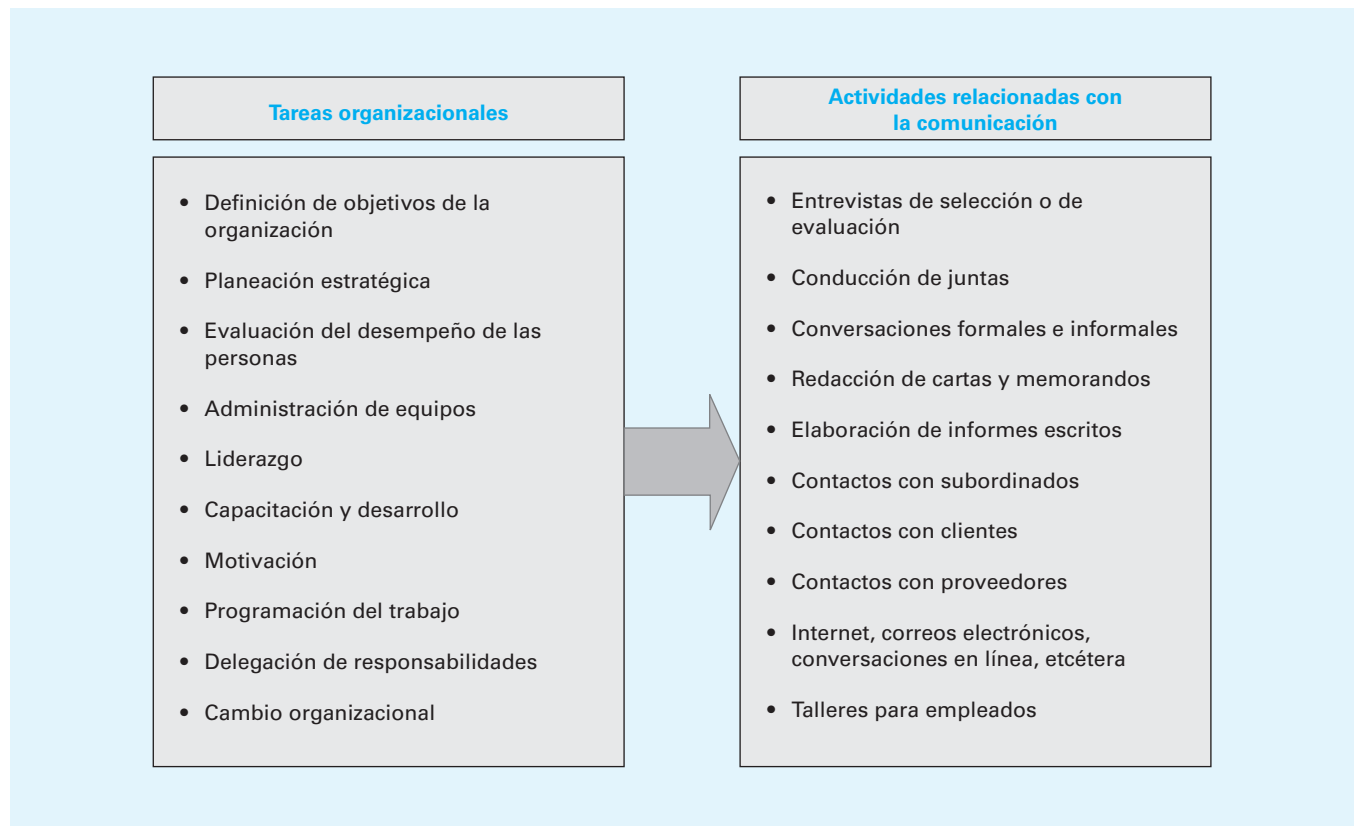 Tareas organizacionales
• Definición de objetivos de la
organización
• Planeación estratégica
• Evaluación del desempeño de las
personas
• Administración de equipos
• Liderazgo
• Capacitación y desarrollo
• Motivación
• Programación del trabajo
• Delegación de responsabilidades
• Cambio organizacional
Actividades relacionadas con
la comunicación
• Entrevistas de selección o de
evaluación
• Conducción de juntas
• Conversaciones formales e informales
• Redacción de cartas y memorandos
• Elaboración de informes escritos
• Contactos con subordinados
• Contactos con clientes
• Contactos con proveedores
• Internet, correos electrónicos,
conversaciones en línea, etcétera
• Talleres para empleados